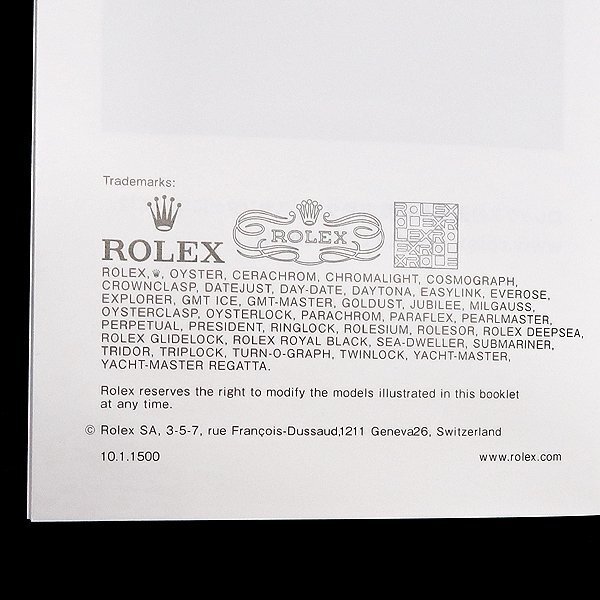 Trademarks:
ROLEX
ROLEX
ROLEX
ROLEX, OYSTER, CERACHROM, CHROMALIGHT, COSMOGRAPH,
CROWNCLASP, DATEJUST, DAY-DATE, DAYTONA, EASYLINK, EVEROSE,
EXPLORER, GMT ICE, GMT-MASTER, GOLDUST, JUBILEE, MILGAUSS,
OYSTERCLASP, OYSTERLOCK, PARACHROM, PARAFLEX, PEARLMASTER,
PERPETUAL, PRESIDENT, RINGLOCK, ROLESIUM, ROLESOR, ROLEX DEEPSEA,
ROLEX GLIDELOCK, ROLEX ROYAL BLACK, SEA-DWELLER, SUBMARINER,
TRIDOR, TRIPLOCK, TURN-O-GRAPH, TWINLOCK, YACHT-MASTER,
YACHT-MASTER REGATTA.
Rolex reserves the right to modify the models illustrated in this booklet
at any time.
© Rolex SA, 3-5-7, rue François-Dussaud,1211 Geneva26, Switzerland
10.1.1500 www.rolex.com